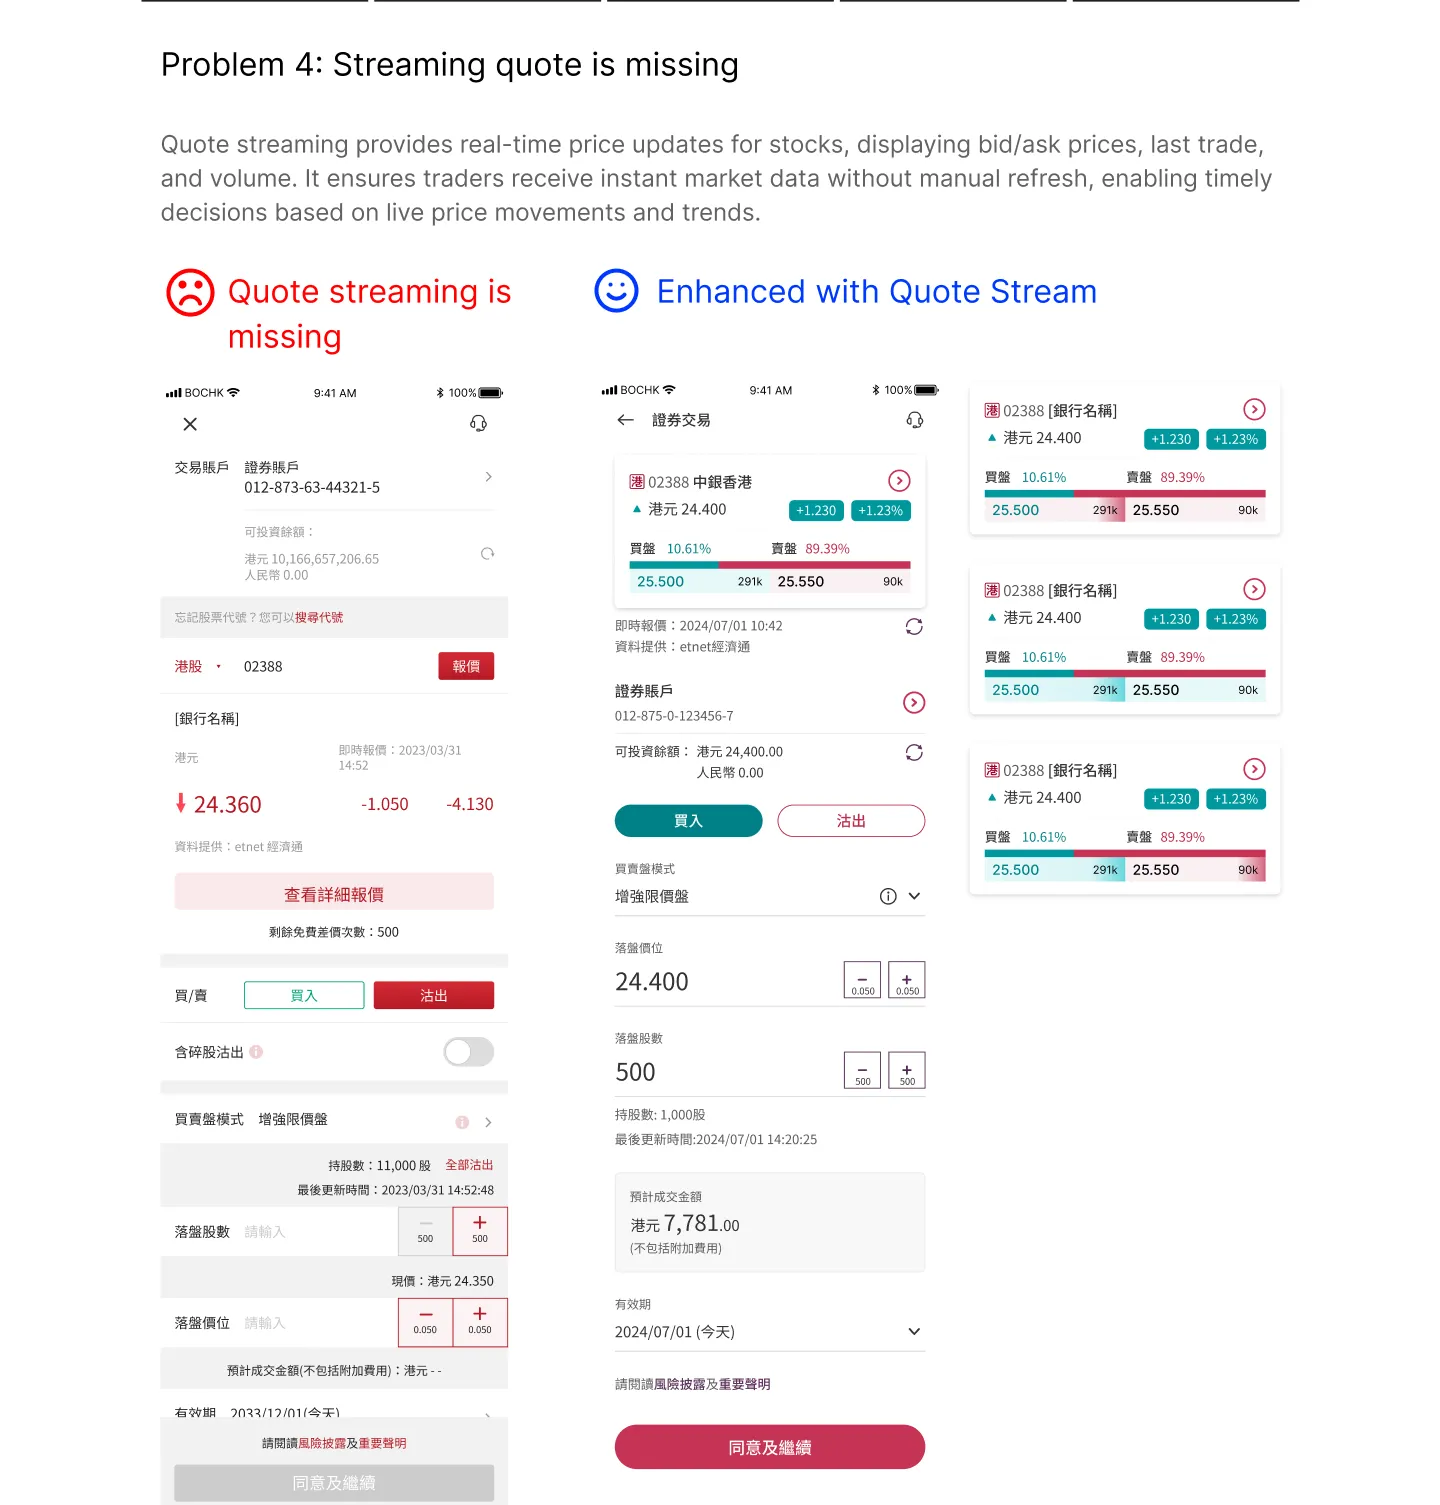 Problem 4: Streaming quote is missing
Quote streaming provides real-time price updates for stocks, displaying bid/ask prices, last trade,
and volume. It ensures traders receive instant market data without manual refresh, enabling timely
decisions based on live price movements and trends.
Quote streaming is
missing
BOCHK 9:41 AM 100%
交易賬戶 證券賬戶
012-873-63-44321-5
可投資餘額：
港元 10,166,657,206.65
人民幣 0.00
忘記股票代號？您可以搜尋代號
港股 02388 報價
[銀行名稱]
港元 即時報價：2023/03/31
14:52
24.360 -1.050 -4.130
資料提供：etnet 經濟通
查看詳細報價
剩餘免費差價次數：500
買/賣 買入 沽出
含碎股沽出
買賣盤模式 增強限價盤
持股數：11,000 股 全部沽出
最後更新時間：2023/03/31 14:52:48
落盤股數 請輸入 − 500 + 500
現價：港元 24.350
落盤價位 請輸入 − 0.050 + 0.050
預計成交金額(不包括附加費用)：港元 - -
有效期 2033/12/01(今天)
請閱讀風險披露及重要聲明
同意及繼續
Enhanced with Quote Stream
BOCHK 9:41 AM 100%
證券交易
港 02388 中銀香港
港元 24.400 +1.230 +1.23%
買盤 10.61% 賣盤 89.39%
25.500 291k 25.550 90k
即時報價：2024/07/01 10:42
資料提供：etnet經濟通
證券賬戶
012-875-0-123456-7
可投資餘額： 港元 24,400.00
人民幣 0.00
買入 沽出
買賣盤模式
增強限價盤
落盤價位
24.400 − 0.050 + 0.050
落盤股數
500 − 500 + 500
持股數: 1,000股
最後更新時間:2024/07/01 14:20:25
預計成交金額
港元 7,781.00
(不包括附加費用)
有效期
2024/07/01 (今天)
請閱讀風險披露及重要聲明
同意及繼續
港 02388 [銀行名稱]
港元 24.400 +1.230 +1.23%
買盤 10.61% 賣盤 89.39%
25.500 291k 25.550 90k
港 02388 [銀行名稱]
港元 24.400 +1.230 +1.23%
買盤 10.61% 賣盤 89.39%
25.500 291k 25.550 90k
港 02388 [銀行名稱]
港元 24.400 +1.230 +1.23%
買盤 10.61% 賣盤 89.39%
25.500 291k 25.550 90k